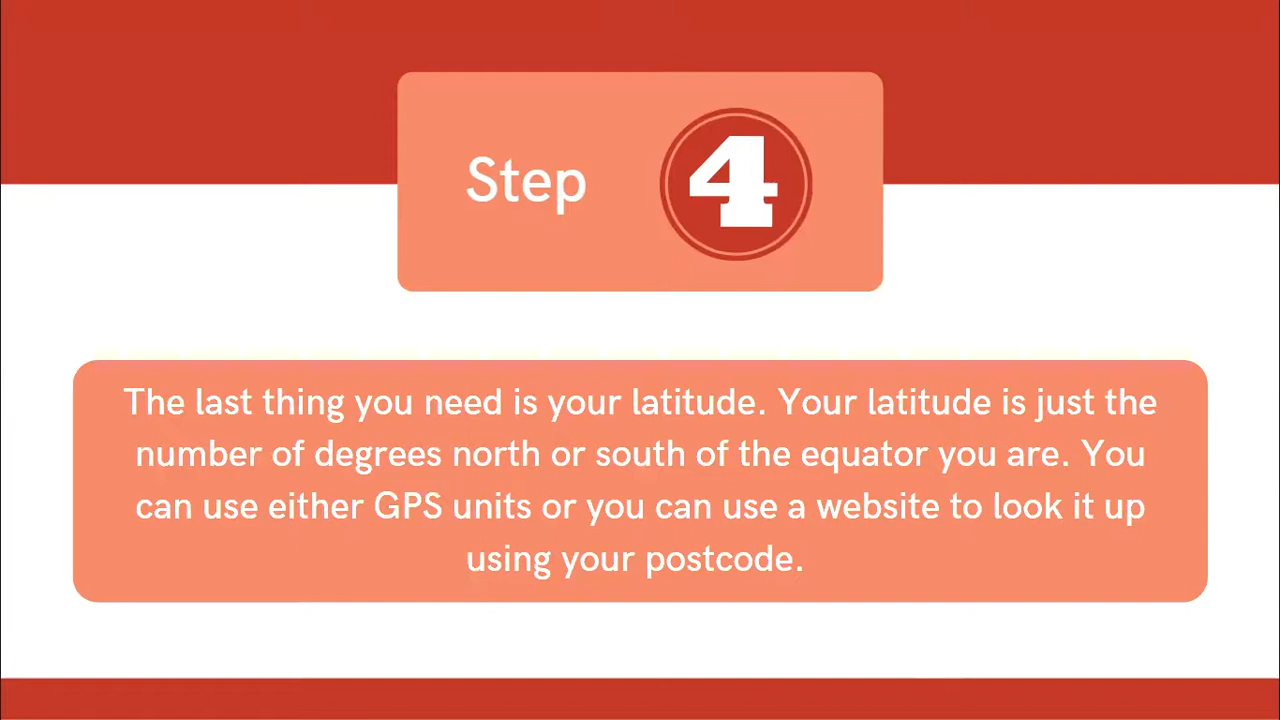 Step 4
The last thing you need is your latitude. Your latitude is just the
number of degrees north or south of the equator you are. You
can use either GPS units or you can use a website to look it up
using your postcode.